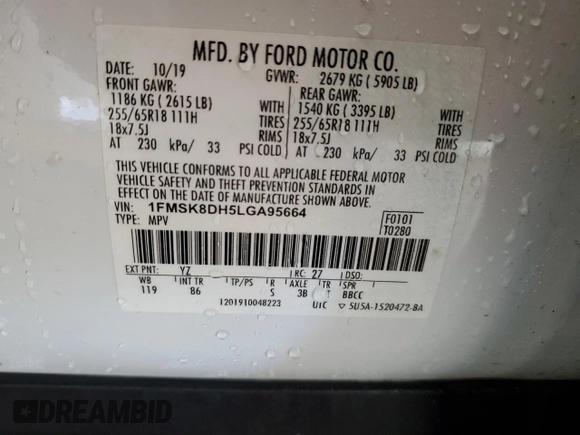 MFD. BY FORD MOTOR CO.
DATE: 10/19 GVWR: 2679 KG ( 5905 LB)
FRONT GAWR: REAR GAWR:
1186 KG ( 2615 LB) WITH 1540 KG ( 3395 LB) WITH
255/65R18 111H TIRES 255/65R18 111H TIRES
18x7.5J RIMS 18x7.5J RIMS
AT 230 kPa/ 33 PSI COLD AT 230 kPa/ 33 PSI COLD
THIS VEHICLE CONFORMS TO ALL APPLICABLE FEDERAL MOTOR
VEHICLE SAFETY AND THEFT PREVENTION STANDARDS IN
EFFECT ON THE DATE OF MANUFACTURE SHOWN ABOVE.
VIN: 1FMSK8DH5LGA95664 F0101
TYPE: MPV T0280
EXT PNT: YZ RC: 27 DSO:
WB INT TR TP/PS R AXLE TR SPR
119 86 S 3B T BBCC
1201910048223 UTC ▽ 5U5A-1520472-BA
DREAMBID